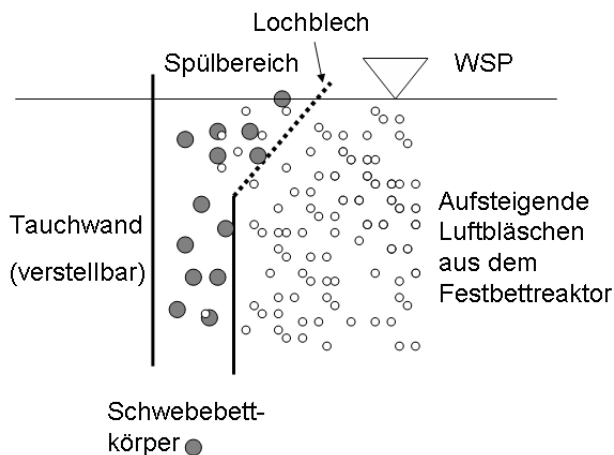 Lochblech
Spülbereich
WSP
Tauchwand
(verstellbar)
Aufsteigende
Luftbläschen
aus dem
Festbettreaktor
Schwebebett-
körper